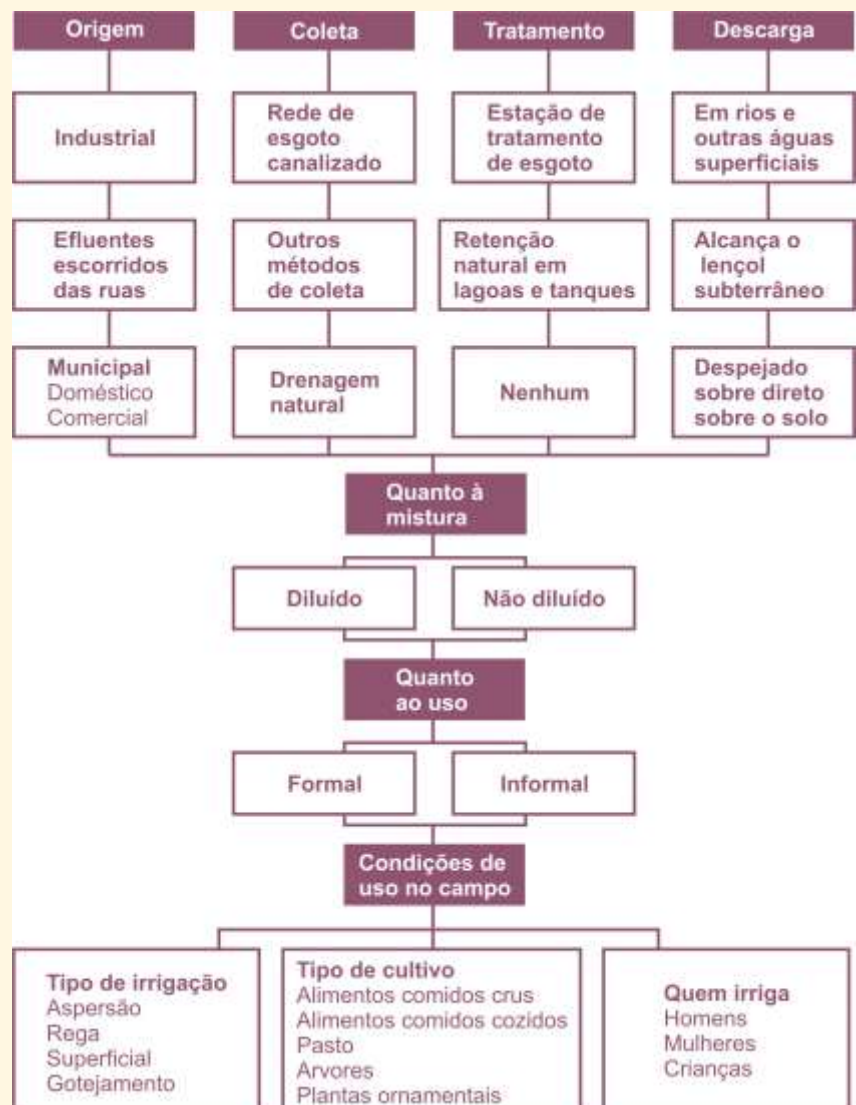 Origem
Coleta
Tratamento
Descarga
Industrial
Rede de
esgoto
canalizado
Estação de
tratamento
de esgoto
Em rios e
outras águas
superficiais
Efluentes
escorridos
das ruas
Outros
métodos
de coleta
Retenção
natural em
lagoas e tanques
Alcança o
lençol
subterrâneo
Municipal
Doméstico
Comercial
Drenagem
natural
Nenhum
Despejado
sobre direto
sobre o solo
Quanto à
mistura
Diluído
Não diluído
Quanto
ao uso
Formal
Informal
Condições de
uso no campo
Tipo de irrigação
Aspersão
Rega
Superficial
Gotejamento
Tipo de cultivo
Alimentos comidos crus
Alimentos comidos cozidos
Pasto
Arvores
Plantas ornamentais
Quem irriga
Homens
Mulheres
Crianças